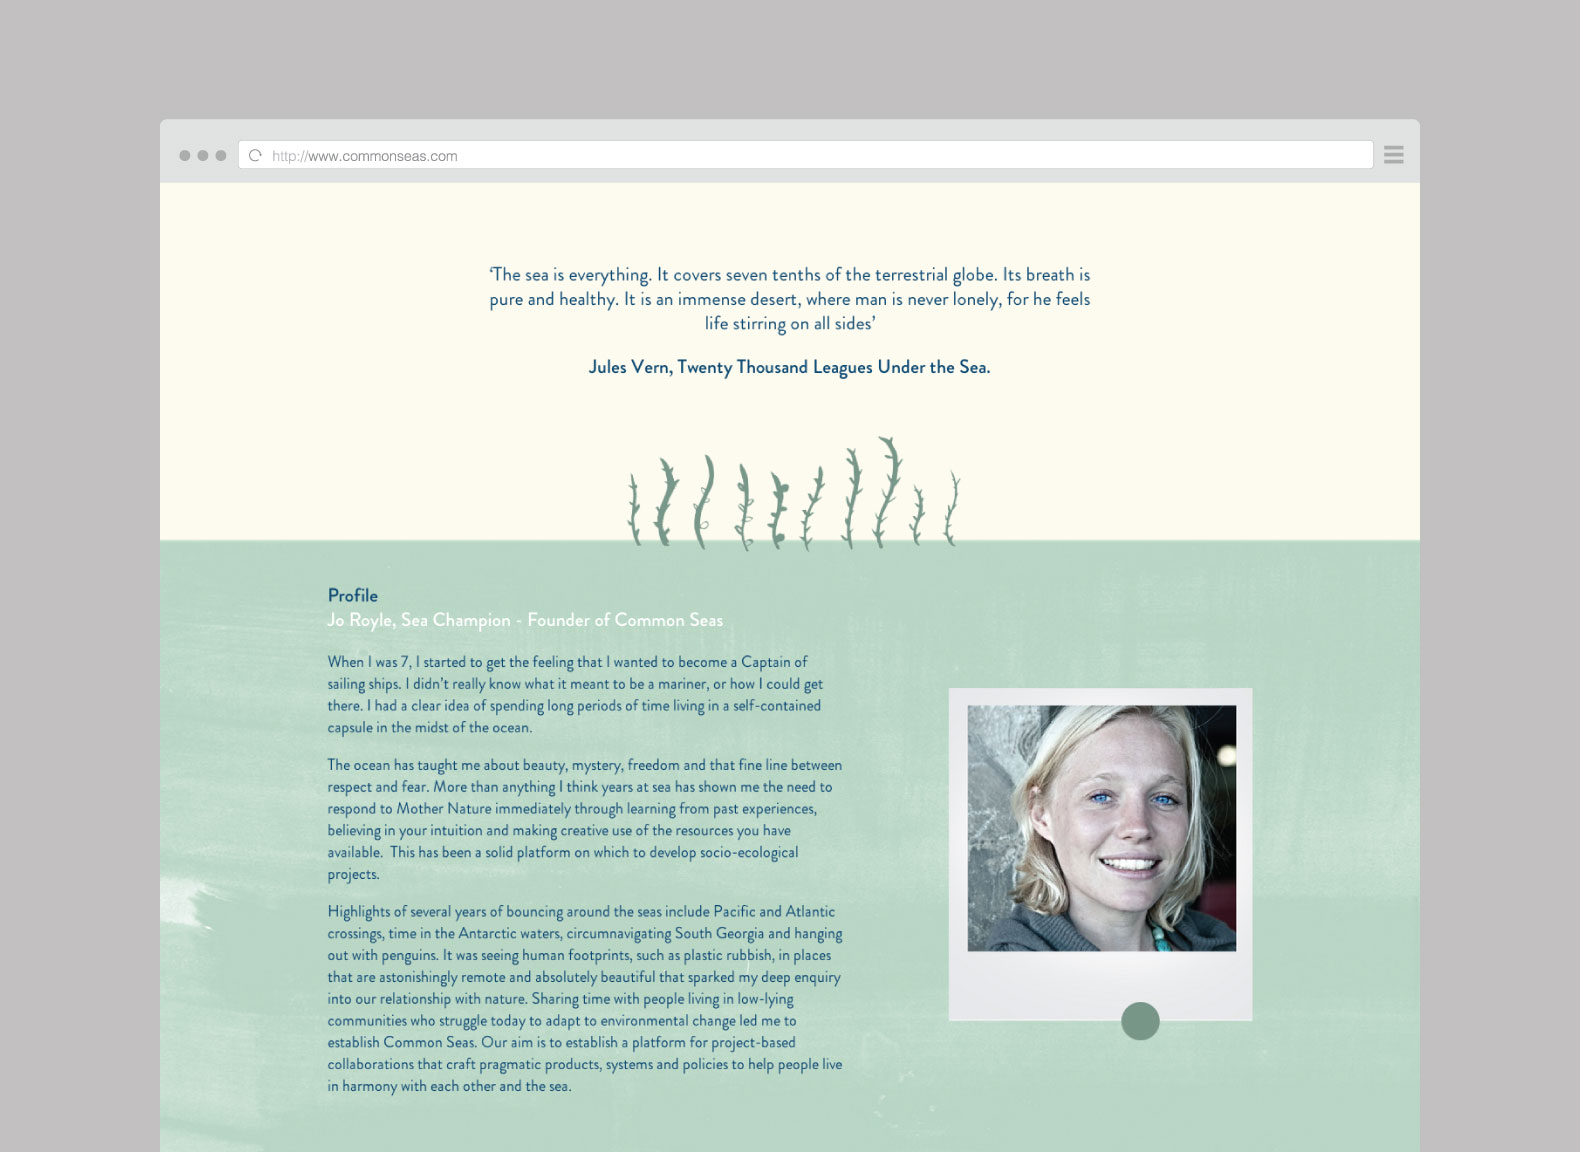 http://www.commonseas.com
‘The sea is everything. It covers seven tenths of the terrestrial globe. Its breath is
pure and healthy. It is an immense desert, where man is never lonely, for he feels
life stirring on all sides’
Jules Vern, Twenty Thousand Leagues Under the Sea.
Profile
Jo Royle, Sea Champion - Founder of Common Seas
When I was 7, I started to get the feeling that I wanted to become a Captain of
sailing ships. I didn’t really know what it meant to be a mariner, or how I could get
there. I had a clear idea of spending long periods of time living in a self-contained
capsule in the midst of the ocean.
The ocean has taught me about beauty, mystery, freedom and that fine line between
respect and fear. More than anything I think years at sea has shown me the need to
respond to Mother Nature immediately through learning from past experiences,
believing in your intuition and making creative use of the resources you have
available.  This has been a solid platform on which to develop socio-ecological
projects.
Highlights of several years of bouncing around the seas include Pacific and Atlantic
crossings, time in the Antarctic waters, circumnavigating South Georgia and hanging
out with penguins. It was seeing human footprints, such as plastic rubbish, in places
that are astonishingly remote and absolutely beautiful that sparked my deep enquiry
into our relationship with nature. Sharing time with people living in low-lying
communities who struggle today to adapt to environmental change led me to
establish Common Seas. Our aim is to establish a platform for project-based
collaborations that craft pragmatic products, systems and policies to help people live
in harmony with each other and the sea.